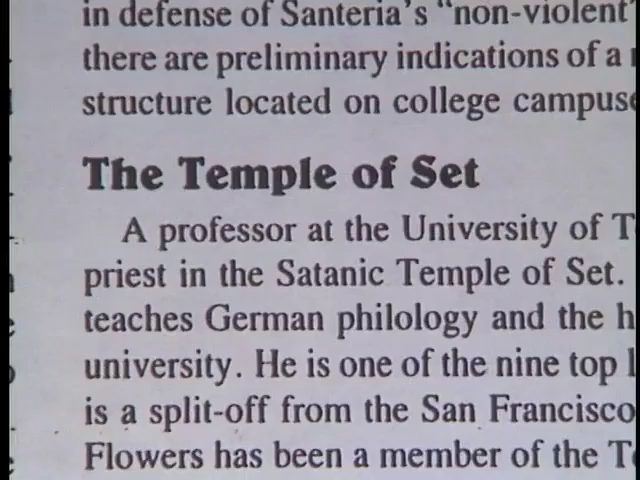 in defense of Santeria's "non-violent"
there are preliminary indications of a
structure located on college
The Temple of Set
A professor at the University of
priest in the Satanic Temple of Set.
teaches German philology and the
university. He is one of the nine top
is a split-off from the San Francisco
Flowers has been a member of the